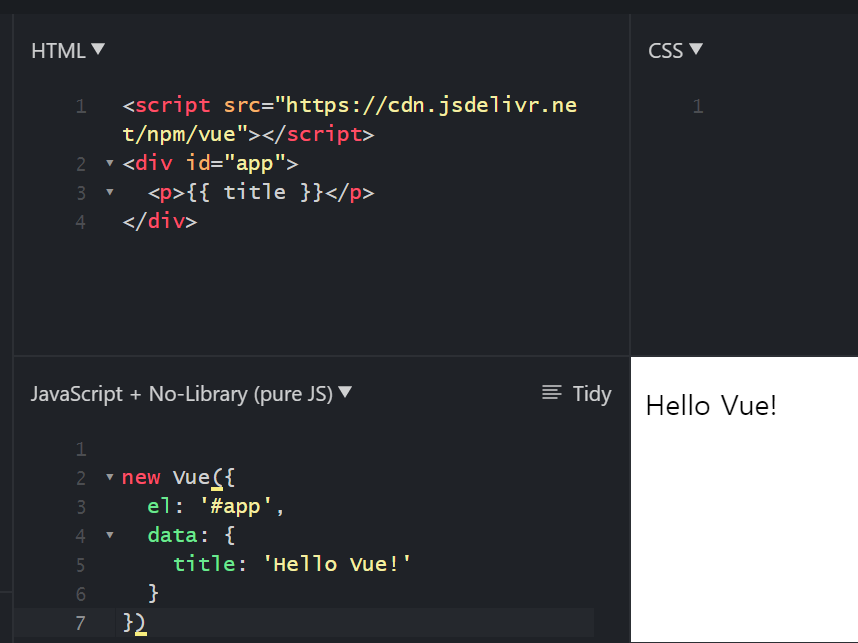 HTML ▼
1 <script src="https://cdn.jsdelivr.ne
t/npm/vue"></script>
2 ▾ <div id="app">
3 ▾   <p>{{ title }}</p>
4 </div>
CSS ▼
1
JavaScript + No-Library (pure JS) ▼
Tidy
1
2 ▾ new Vue({
3   el: '#app',
4 ▾   data: {
5     title: 'Hello Vue!'
6   }
7 })
Hello Vue!